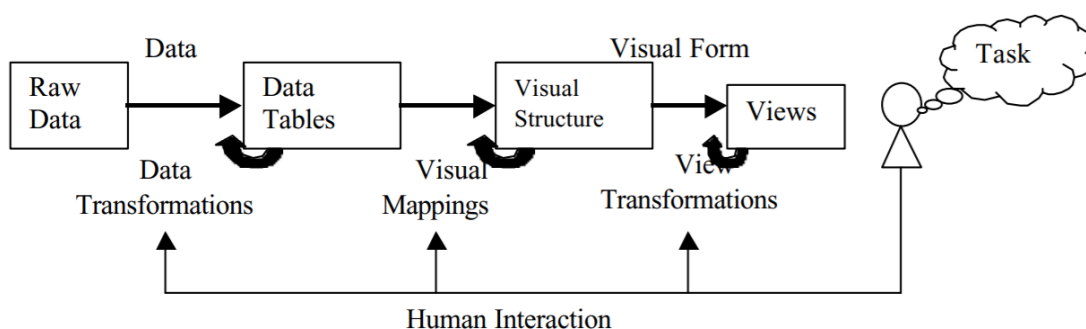 Data
Visual Form
Task
Raw
Data
Data
Tables
Visual
Structure
Views
Data
Transformations
Visual
Mappings
View
Transformations
Human Interaction